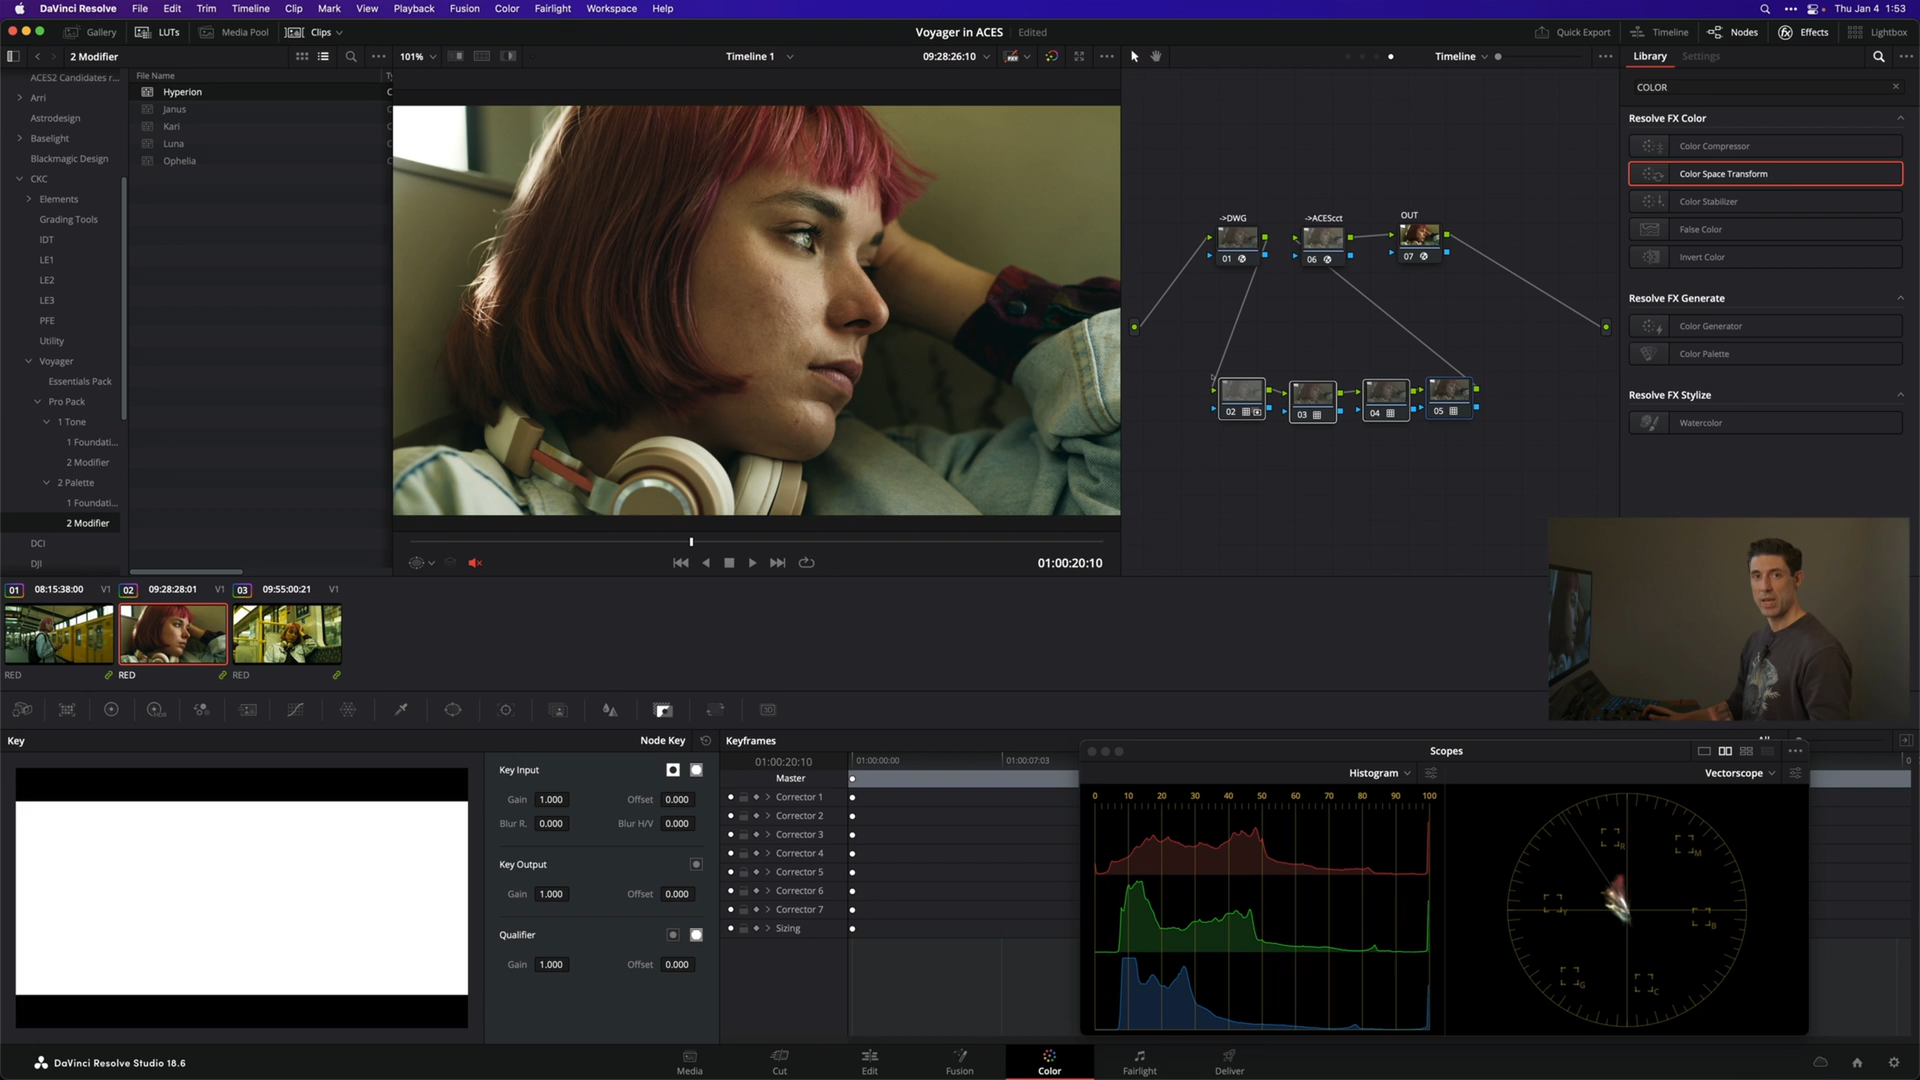 DaVinci Resolve File Edit Trim Timeline Clip Mark View Playback Fusion Color Fairlight Workspace Help Thu Jan 4 1:53
Gallery LUTs Media Pool Clips Voyager in ACES Edited Quick Export Timeline Nodes Effects Lightbox
2 Modifier 101% Timeline 1 09:28:26:10 Timeline Library Settings
File Name
ACES2 Candidates r...
Arri
Astrodesign
Baselight
Blackmagic Design
CKC
Elements
Grading Tools
IDT
LE1
LE2
LE3
PFE
Utility
Voyager
Essentials Pack
Pro Pack
1 Tone
1 Foundati...
2 Modifier
2 Palette
1 Foundati...
2 Modifier
DCI
DJI
Hyperion
Janus
Kari
Luna
Ophelia
->DWG ->ACEScct OUT
01 06 07
02 03 04 05
COLOR
Resolve FX Color
Color Compressor
Color Space Transform
Color Stabilizer
False Color
Invert Color
Resolve FX Generate
Color Generator
Color Palette
Resolve FX Stylize
Watercolor
01:00:20:10
01 08:15:38:00 V1 02 09:28:28:01 V1 03 09:55:00:21 V1
RED RED RED
Key Node Key Keyframes
Key Input
Gain 1.000 Offset 0.000
Blur R. 0.000 Blur H/V 0.000
Key Output
Gain 1.000 Offset 0.000
Qualifier
Gain 1.000 Offset 0.000
01:00:20:10 01:00:00:00 01:00:07:03
Master
Corrector 1
Corrector 2
Corrector 3
Corrector 4
Corrector 5
Corrector 6
Corrector 7
Sizing
Scopes
Histogram Vectorscope
0 10 20 30 40 50 60 70 80 90 100
R M
Y B
G C
DaVinci Resolve Studio 18.6 Media Cut Edit Fusion Color Fairlight Deliver